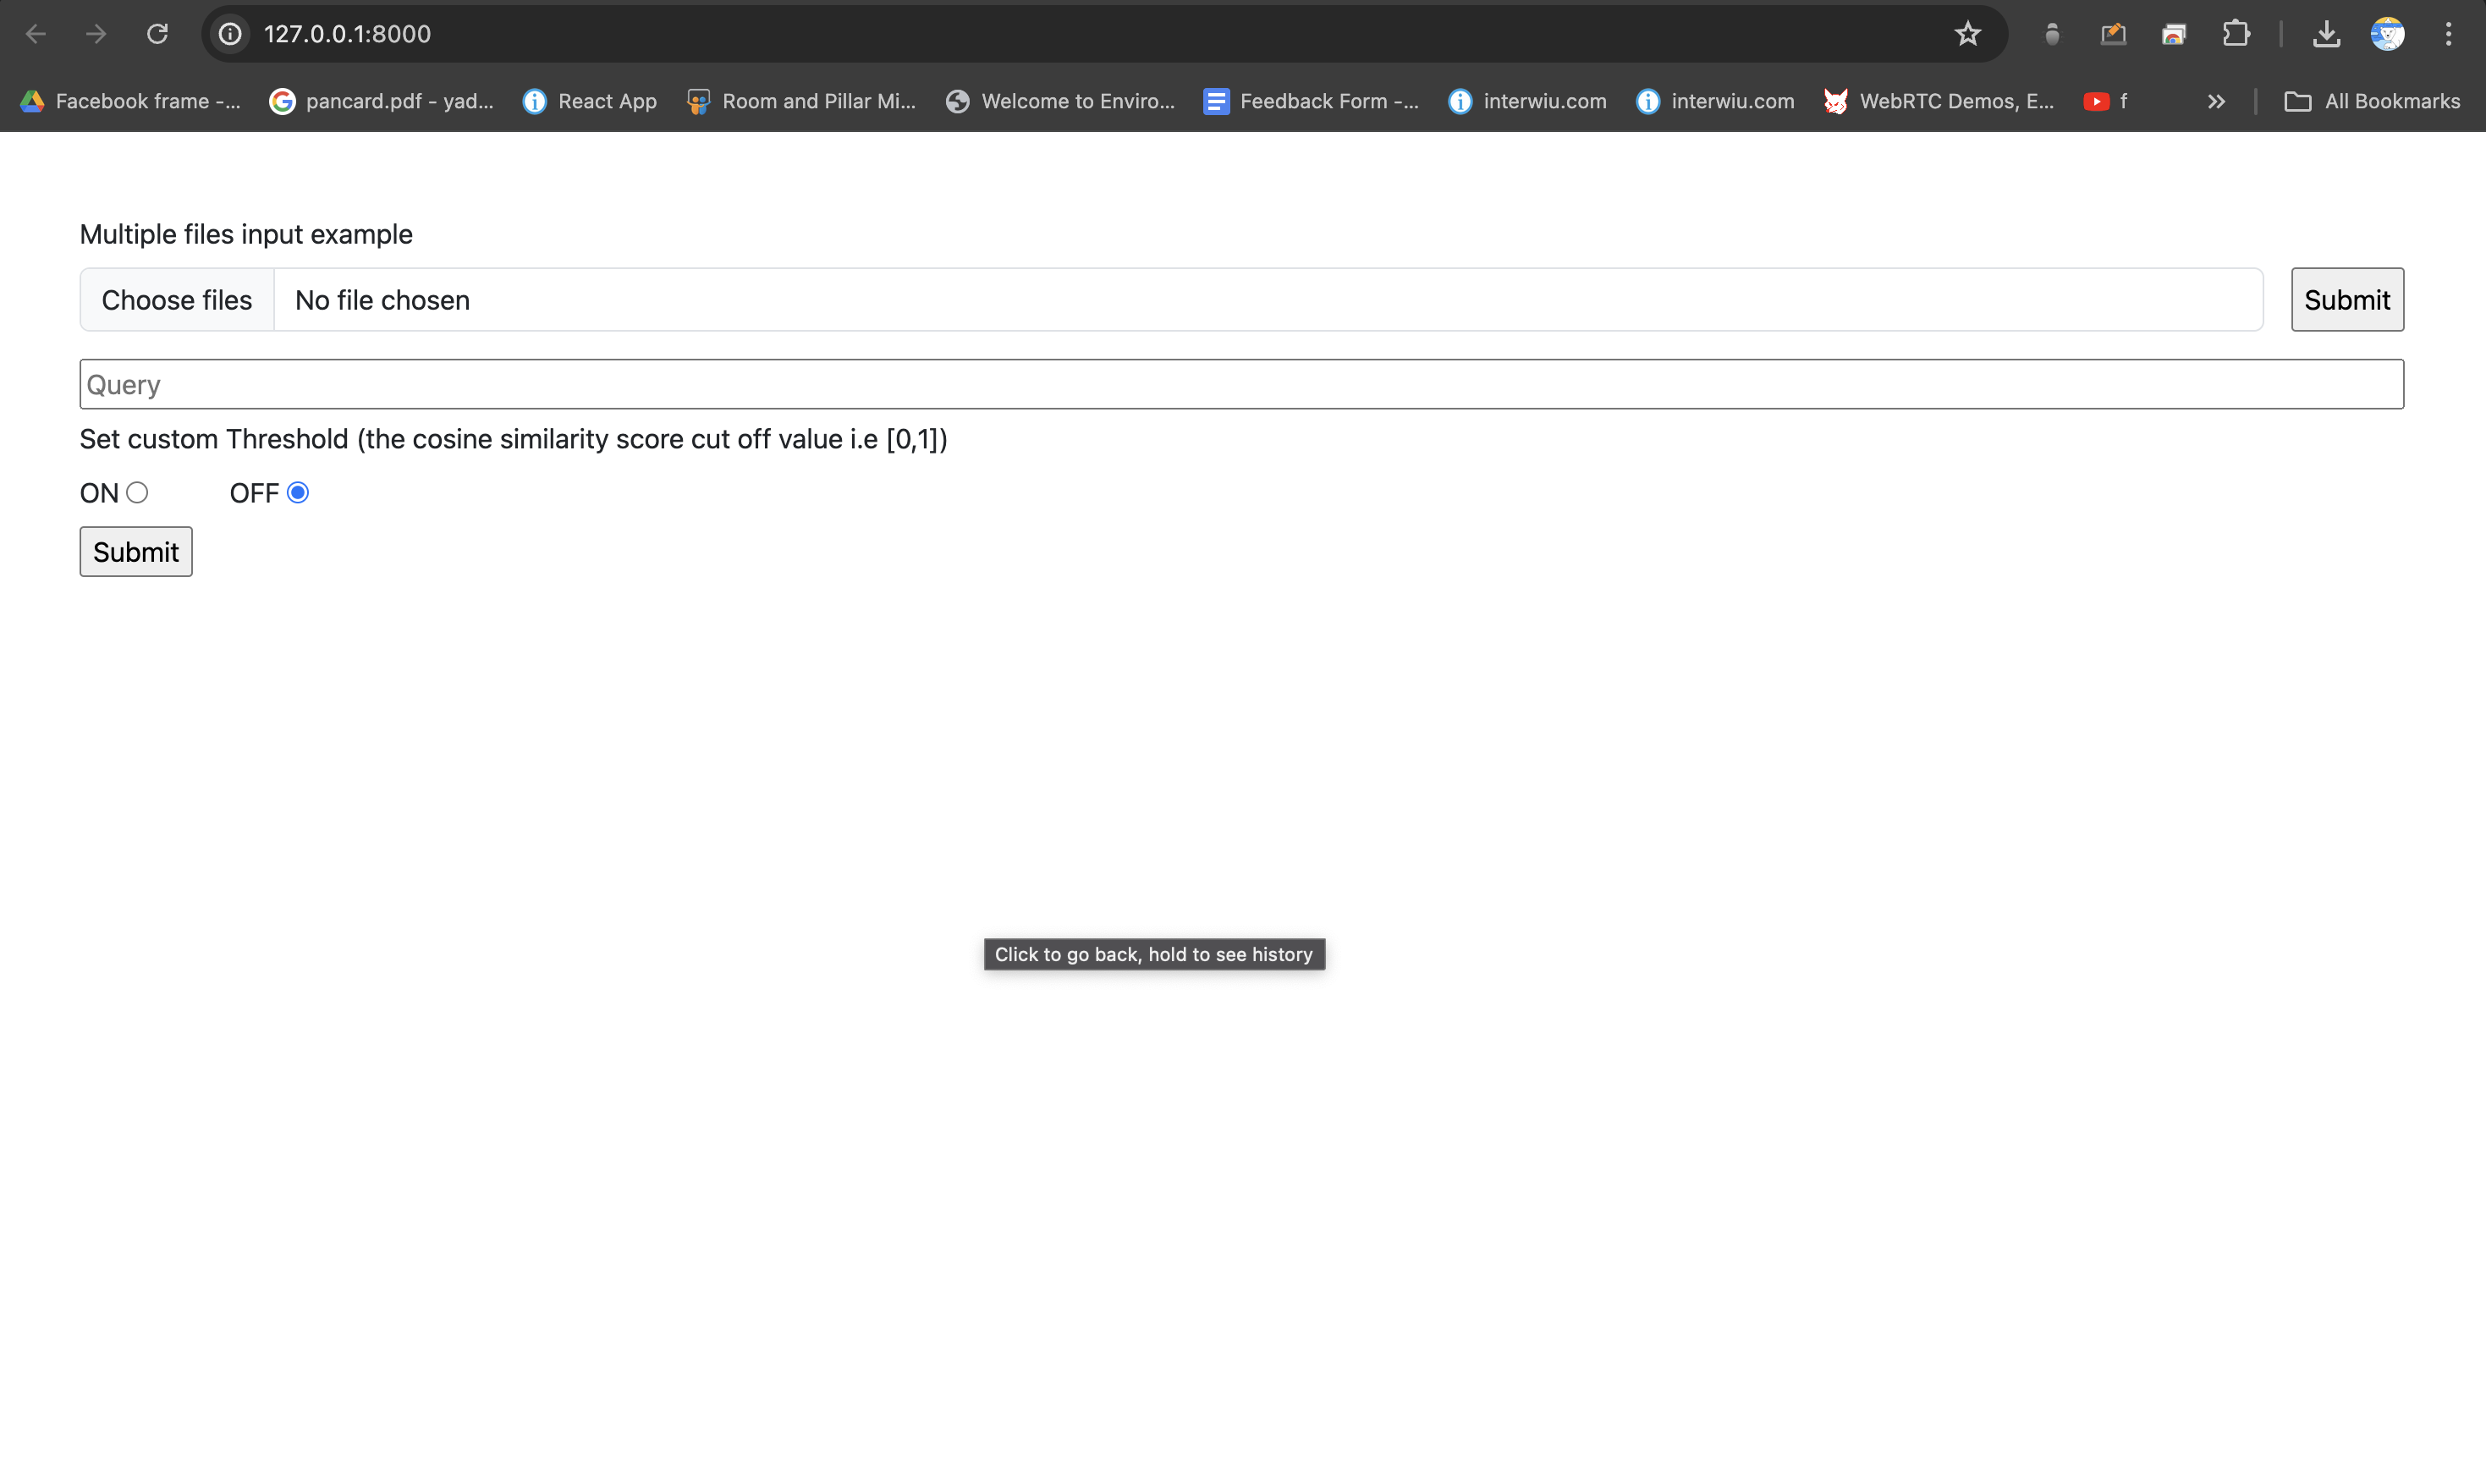 127.0.0.1:8000
Facebook frame -... pancard.pdf - yad... React App Room and Pillar Mi... Welcome to Enviro... Feedback Form -... interwiu.com interwiu.com WebRTC Demos, E... f All Bookmarks
Multiple files input example
Choose files No file chosen Submit
Query
Set custom Threshold (the cosine similarity score cut off value i.e [0,1])
ON OFF
Submit
Click to go back, hold to see history